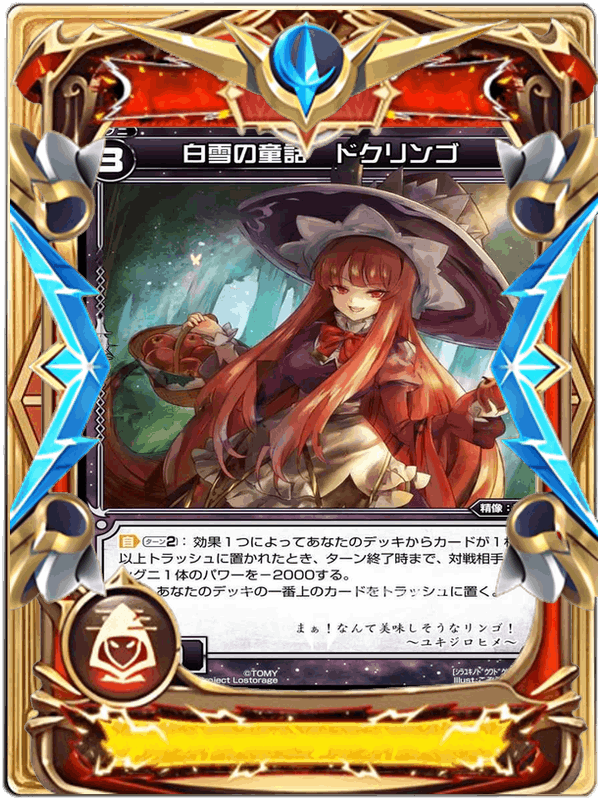 グニ
3
白雪の童話 ドクリンゴ
精像:
自 ターン2：効果１つによってあなたのデッキからカードが１枚
以上トラッシュに置かれたとき、ターン終了時まで、対戦相手
グニ１体のパワーを－2000する。
あなたのデッキの一番上のカードをトラッシュに置く。
まぁ！なんて美味しそうなリンゴ！
～ユキジロヒメ～
©TOMY
roject Lostorage
Illust: